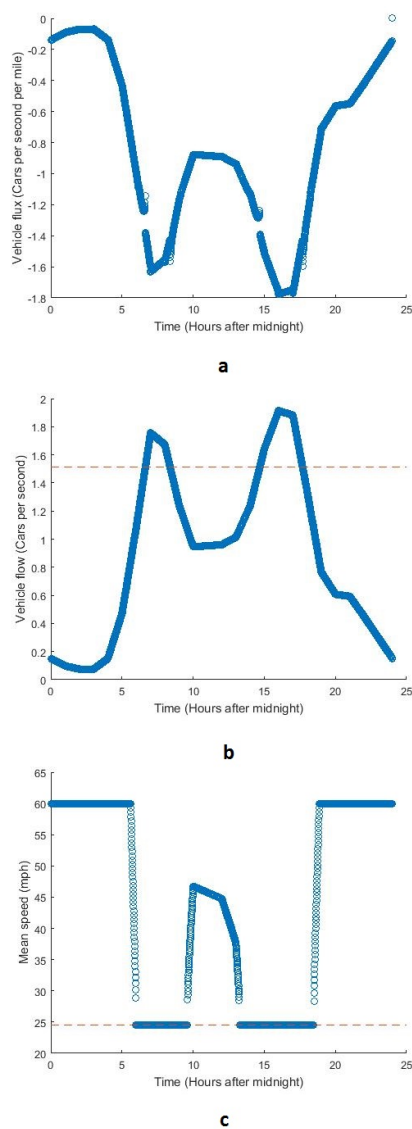 0
-0.2
-0.4
-0.6
-0.8
-1
-1.2
-1.4
-1.6
-1.8
Vehicle flux (Cars per second per mile)
0 5 10 15 20 25
Time (Hours after midnight)
a
2
1.8
1.6
1.4
1.2
1
0.8
0.6
0.4
0.2
0
Vehicle flow (Cars per second)
0 5 10 15 20 25
Time (Hours after midnight)
b
65
60
55
50
45
40
35
30
25
20
Mean speed (mph)
0 5 10 15 20 25
Time (Hours after midnight)
c